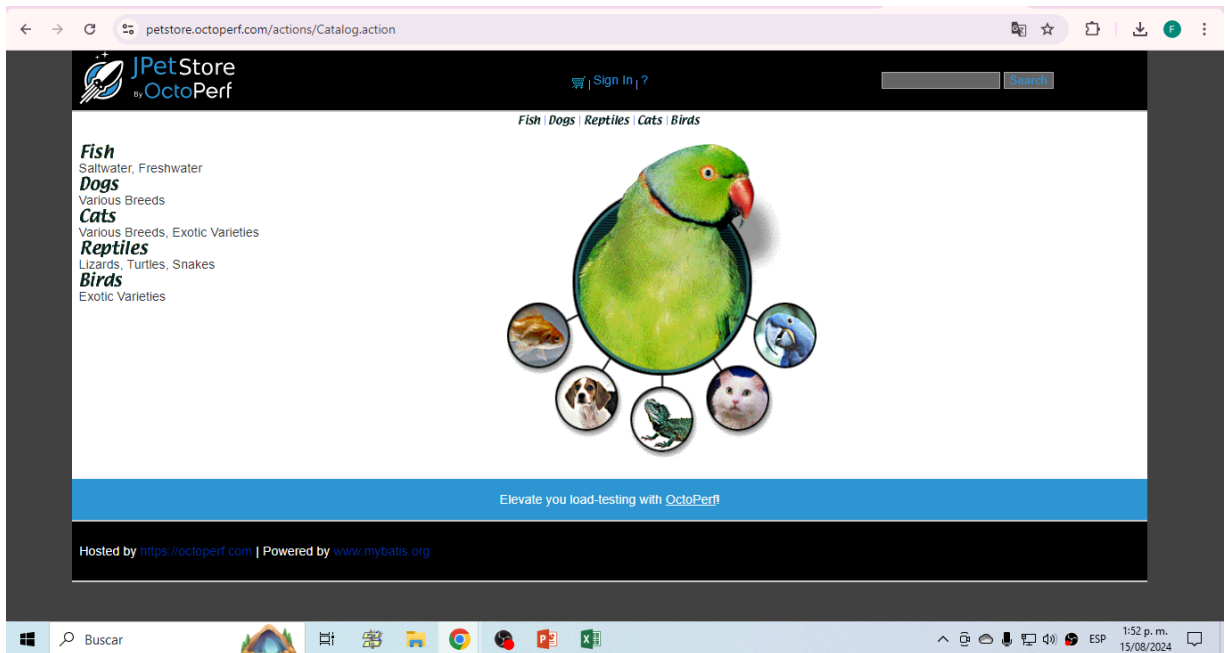 petstore.octoperf.com/actions/Catalog.action
F
JPetStore
By OctoPerf
| Sign In | ?
Search
Fish | Dogs | Reptiles | Cats | Birds
Fish
Saltwater, Freshwater
Dogs
Various Breeds
Cats
Various Breeds, Exotic Varieties
Reptiles
Lizards, Turtles, Snakes
Birds
Exotic Varieties
Elevate you load-testing with OctoPerf!
Hosted by https://octoperf.com | Powered by www.mybatis.org
Buscar
ESP
1:52 p. m.
15/08/2024